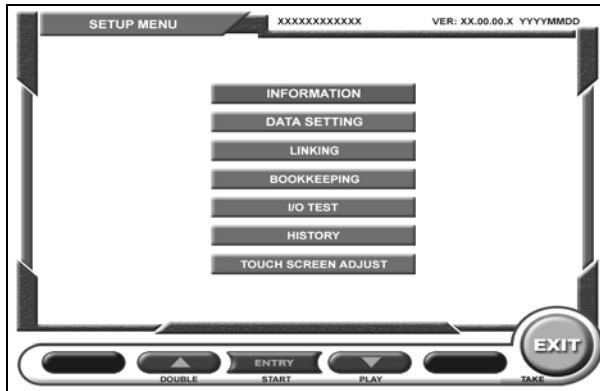 SETUP MENU XXXXXXXXXXXX VER: XX.00.00.X YYYYMMDD
INFORMATION
DATA SETTING
LINKING
BOOKKEEPING
I/O TEST
HISTORY
TOUCH SCREEN ADJUST
EXIT
ENTRY
DOUBLE START PLAY TAKE